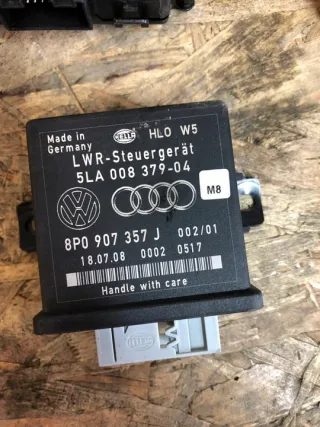 Made in
Germany
Hella
HLO W5
LWR-Steuergerät
5LA 008 379-04
M8
8P0 907 357 J 002/01
18.07.08 0002 0517
Handle with care